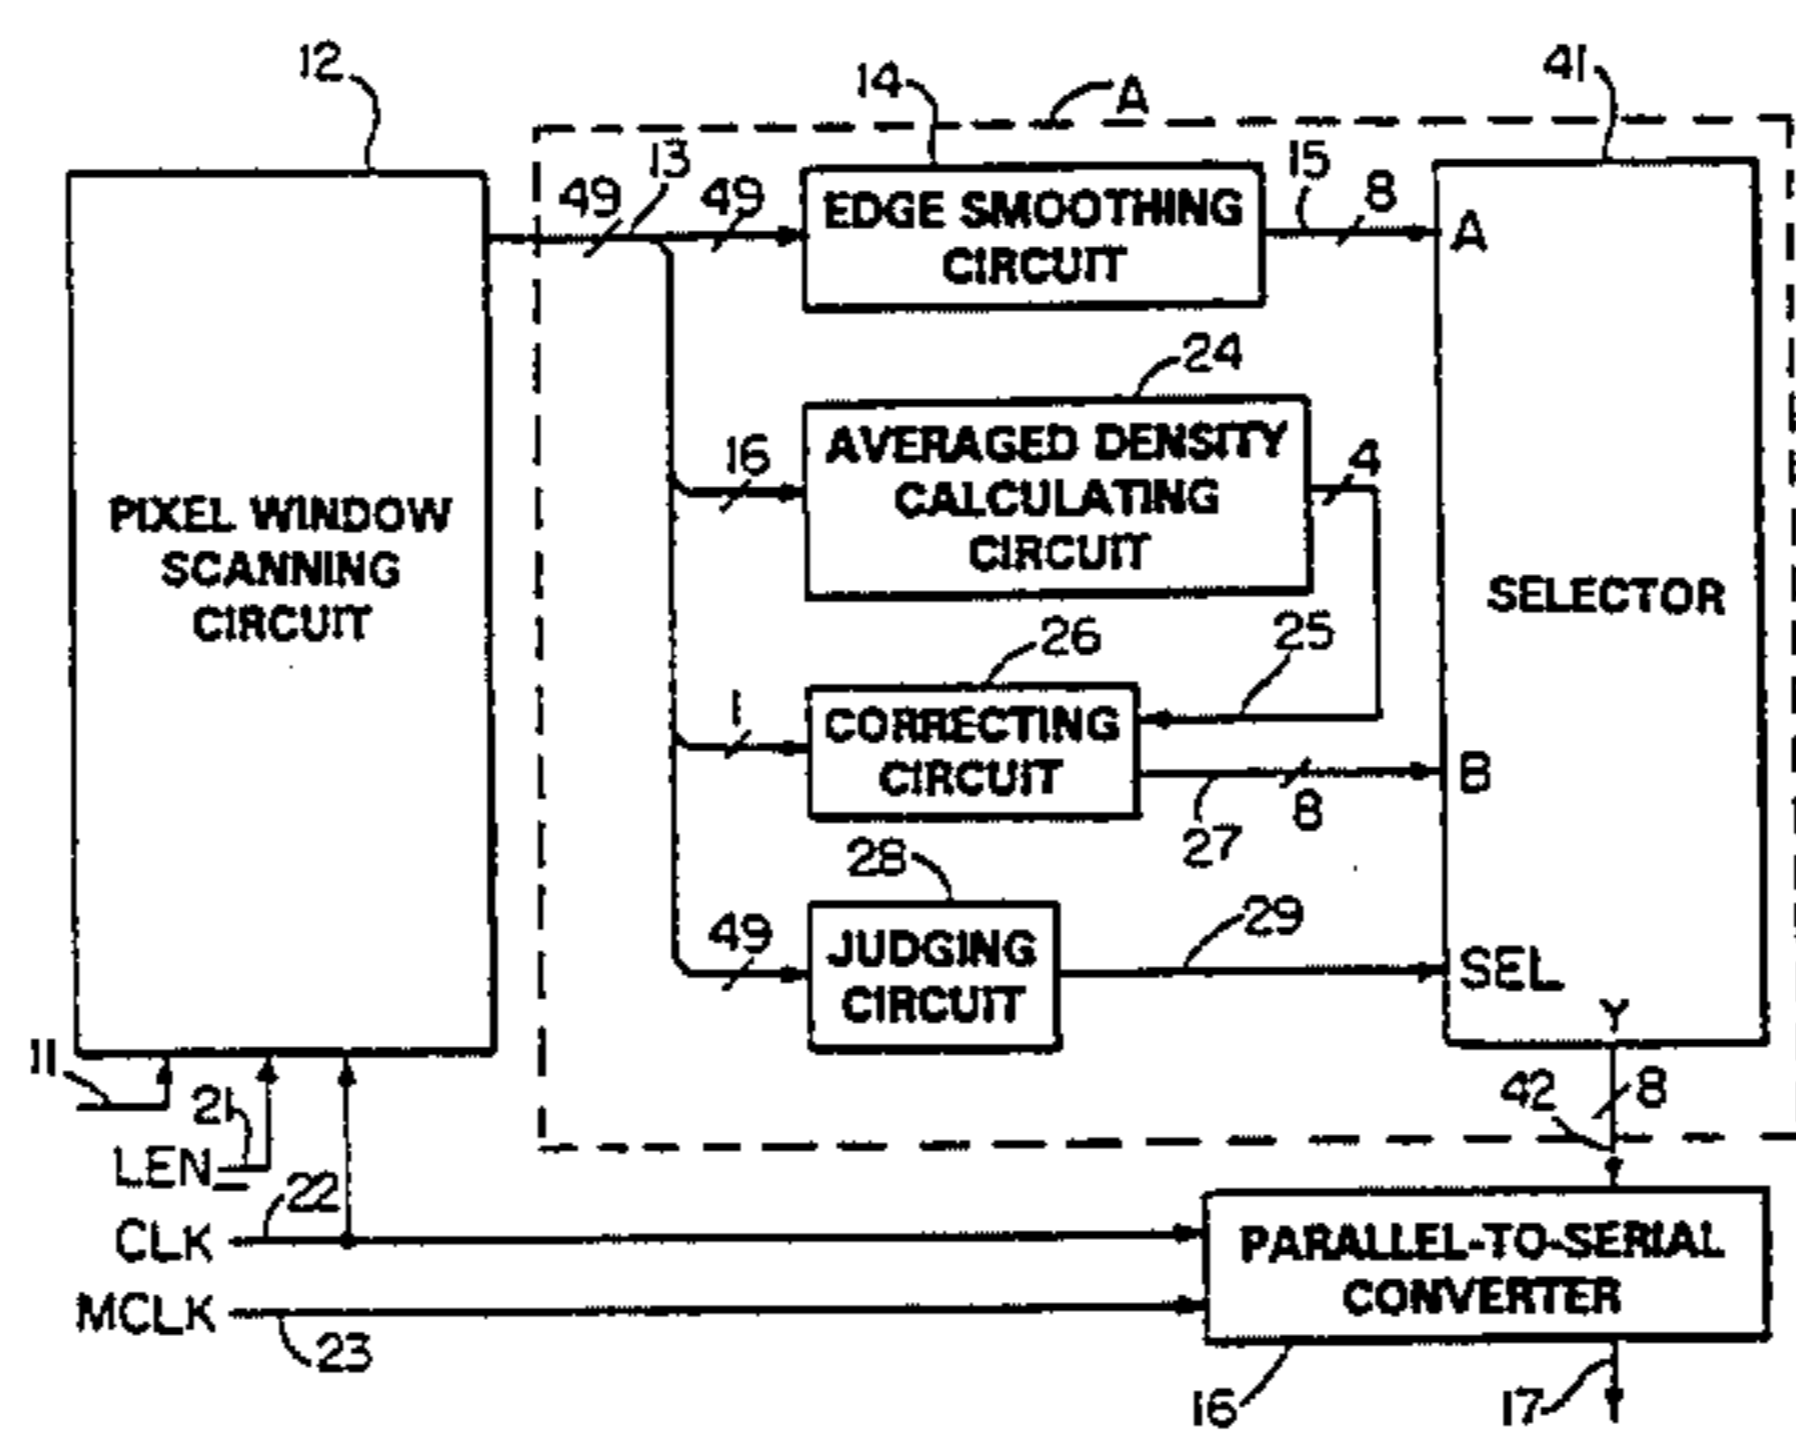 12
14
A
41
49
13
49
EDGE SMOOTHING
CIRCUIT
15
8
A
24
16
AVERAGED DENSITY
CALCULATING
CIRCUIT
4
PIXEL WINDOW
SCANNING
CIRCUIT
SELECTOR
26
25
1
CORRECTING
CIRCUIT
B
27
8
28
49
JUDGING
CIRCUIT
29
SEL
Y
11
21
LEN
42
8
22
CLK
PARALLEL-TO-SERIAL
CONVERTER
MCLK
23
16
17